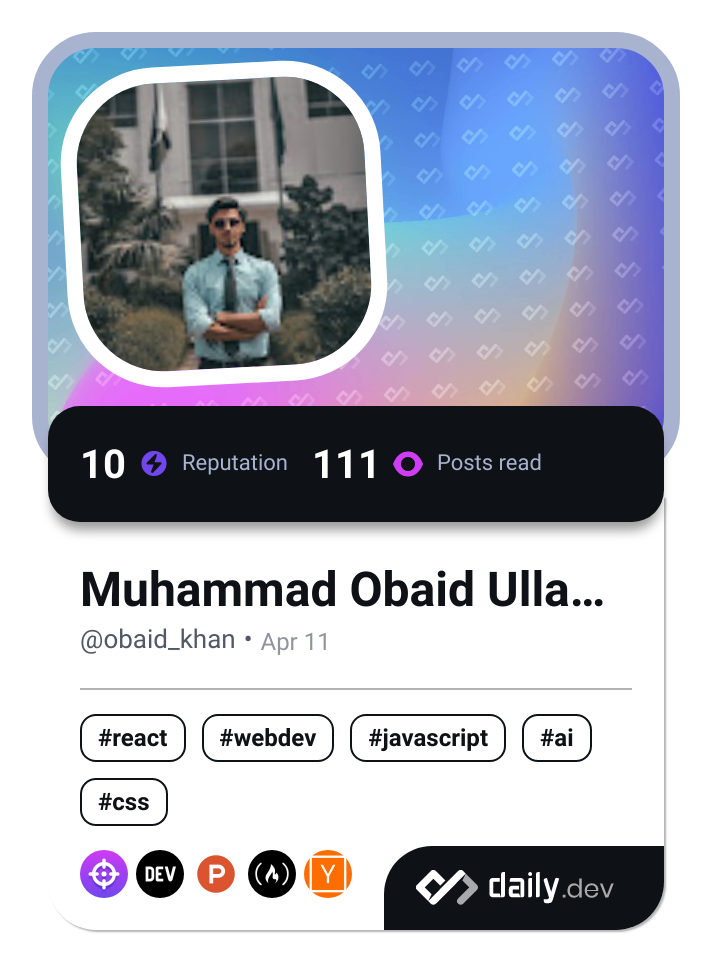 10 Reputation 111 Posts read
Muhammad Obaid Ulla...
@obaid_khan • Apr 11
#react #webdev #javascript #ai
#css
DEV P Y
daily.dev